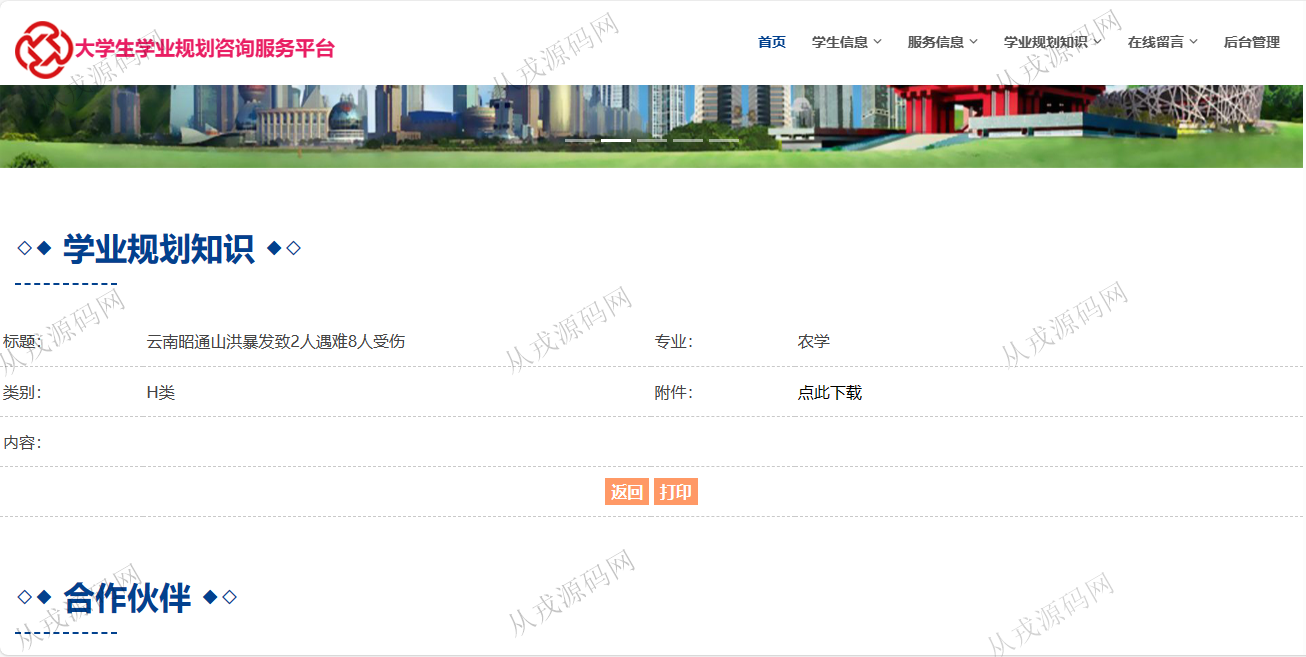 大学生学业规划咨询服务平台
首页 学生信息 服务信息 学业规划知识 在线留言 后台管理
从戎源码网 从戎源码网 从戎源码网
◇◆ 学业规划知识 ◆◇
从戎源码网 从戎源码网 从戎源码网
标题: 云南昭通山洪暴发致2人遇难8人受伤 专业: 农学
类别: H类 附件: 点此下载
内容:
返回 打印
◇◆ 合作伙伴 ◆◇
从戎源码网 从戎源码网 从戎源码网